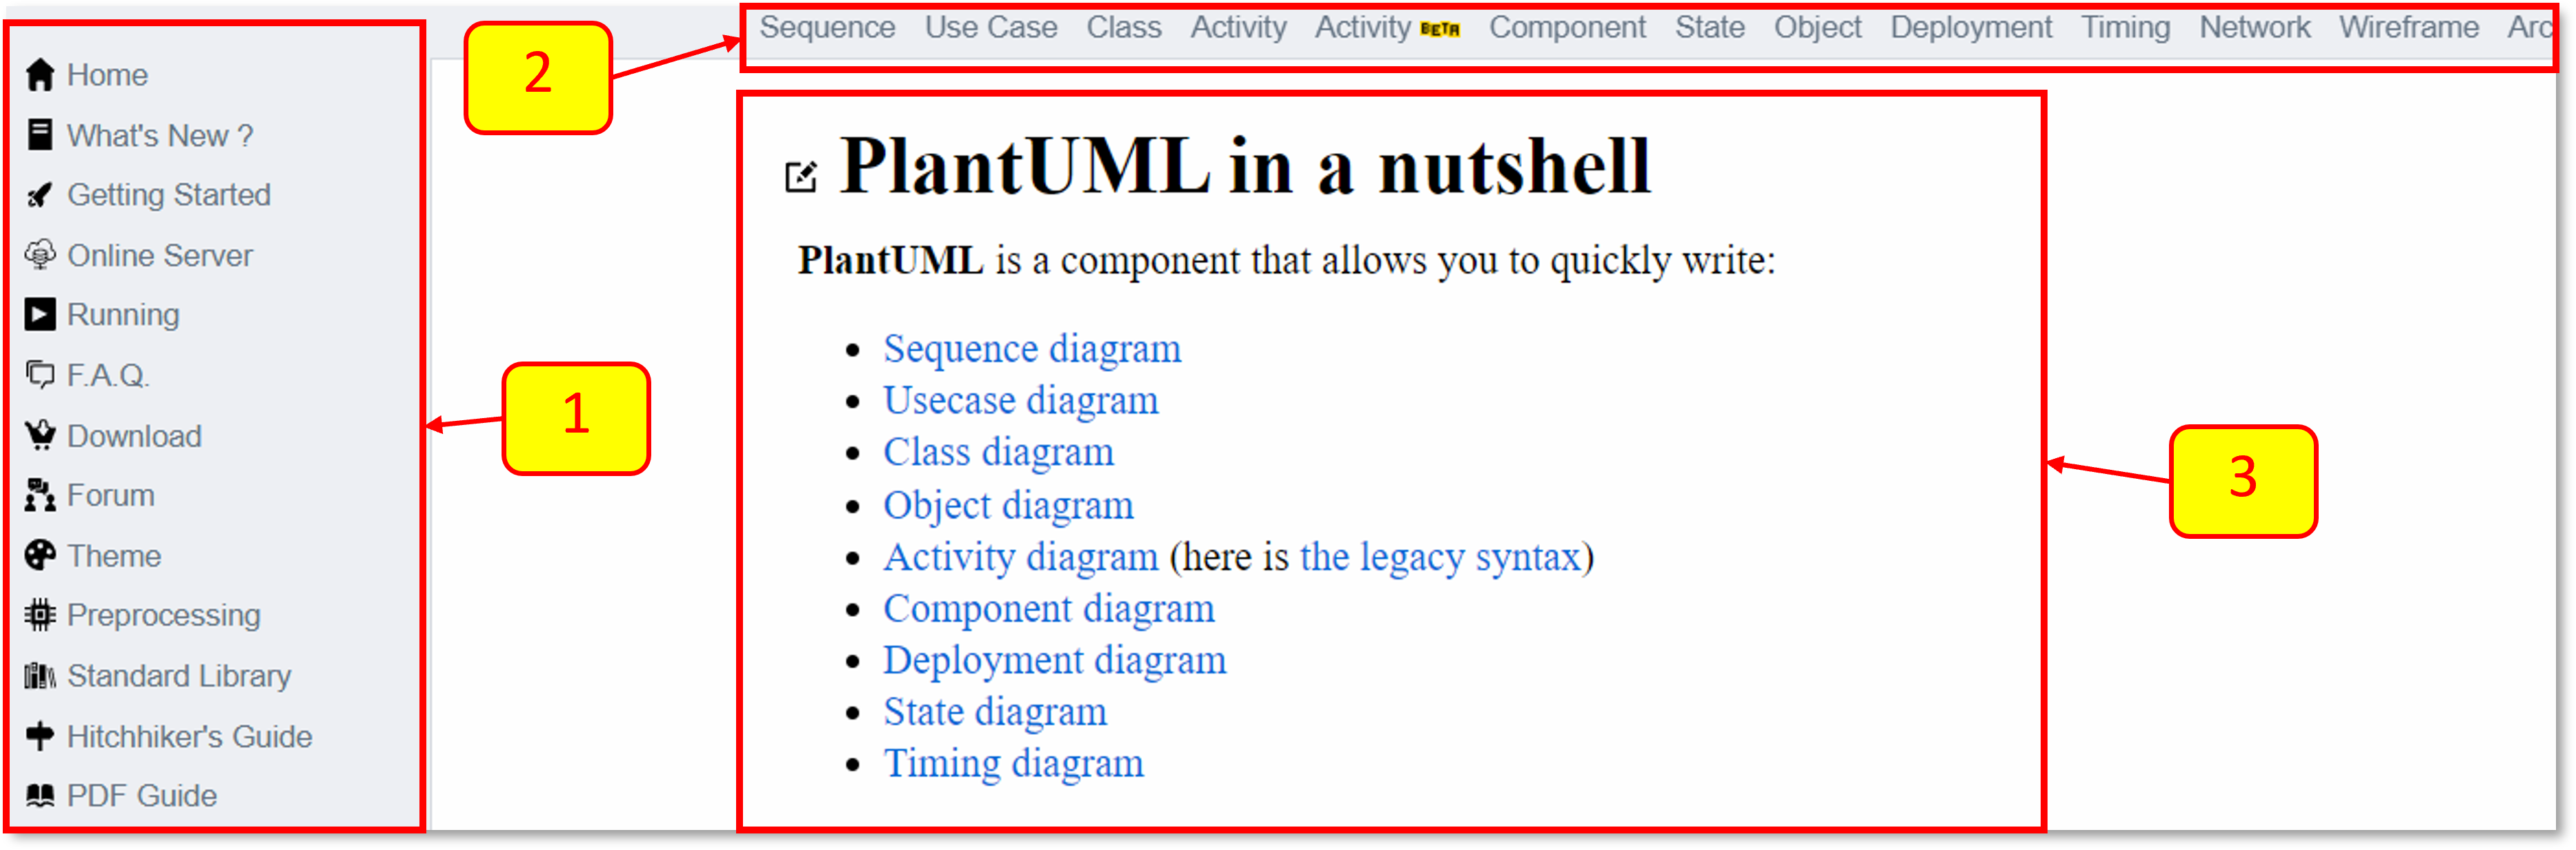 Home
What's New ?
Getting Started
Online Server
Running
F.A.Q.
Download
Forum
Theme
Preprocessing
Standard Library
Hitchhiker's Guide
PDF Guide
1
2
Sequence Use Case Class Activity Activity BETA Component State Object Deployment Timing Network Wireframe Arc
PlantUML in a nutshell
PlantUML is a component that allows you to quickly write:
• Sequence diagram
• Usecase diagram
• Class diagram
• Object diagram
• Activity diagram (here is the legacy syntax)
• Component diagram
• Deployment diagram
• State diagram
• Timing diagram
3